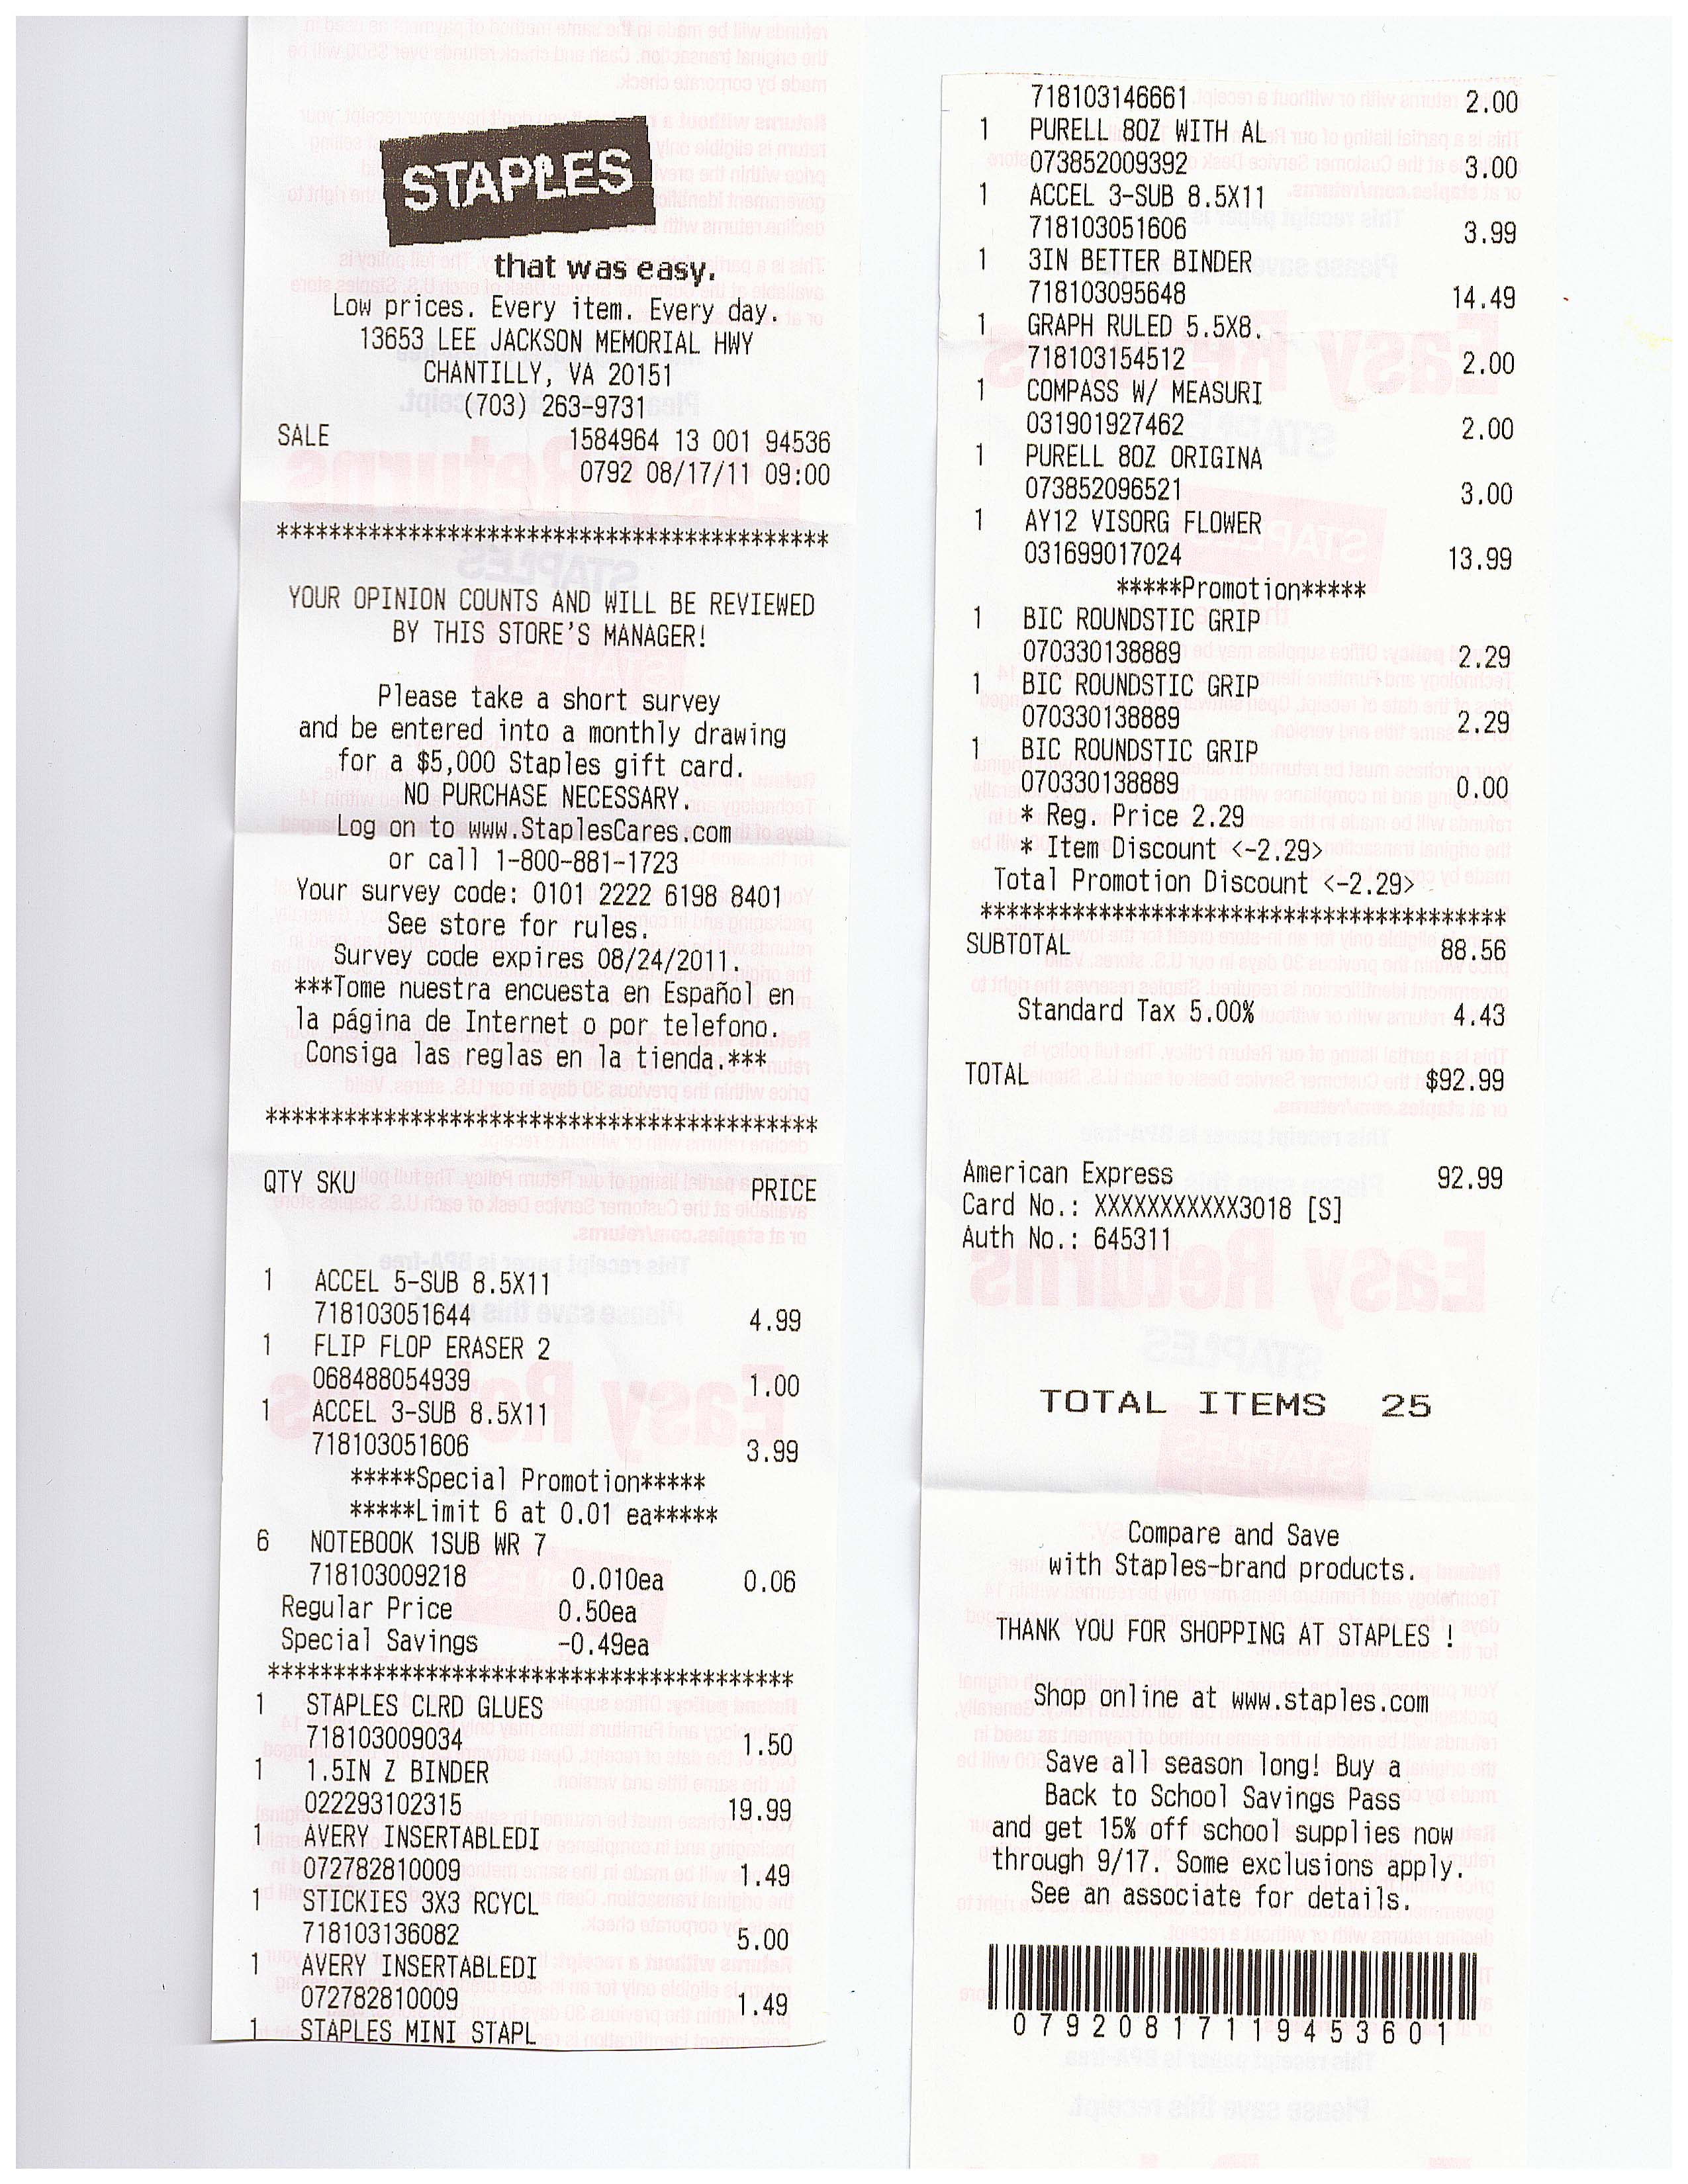 STAPLES
that was easy.
Low prices. Every item. Every day.
13653 LEE JACKSON MEMORIAL HWY
CHANTILLY, VA 20151
(703) 263-9731
SALE 1584964 13 001 94536
0792 08/17/11 09:00
******************************************
YOUR OPINION COUNTS AND WILL BE REVIEWED
BY THIS STORE'S MANAGER!
Please take a short survey
and be entered into a monthly drawing
for a $5,000 Staples gift card.
NO PURCHASE NECESSARY.
Log on to www.StaplesCares.com
or call 1-800-881-1723
Your survey code: 0101 2222 6198 8401
See store for rules.
Survey code expires 08/24/2011.
***Tome nuestra encuesta en Español en
la página de Internet o por telefono.
Consiga las reglas en la tienda.***
******************************************
QTY SKU PRICE
1 ACCEL 5-SUB 8.5X11
718103051644 4.99
1 FLIP FLOP ERASER 2
068488054939 1.00
1 ACCEL 3-SUB 8.5X11
718103051606 3.99
*****Special Promotion*****
*****Limit 6 at 0.01 ea*****
6 NOTEBOOK 1SUB WR 7
718103009218 0.010ea 0.06
Regular Price 0.50ea
Special Savings -0.49ea
****************************************
1 STAPLES CLRD GLUES
718103009034 1.50
1 1.5IN Z BINDER
022293102315 19.99
1 AVERY INSERTABLEDI
072782810009 1.49
1 STICKIES 3X3 RCYCL
718103136082 5.00
1 AVERY INSERTABLEDI
072782810009 1.49
1 STAPLES MINI STAPL
718103146661 2.00
1 PURELL 8OZ WITH AL
073852009392 3.00
1 ACCEL 3-SUB 8.5X11
718103051606 3.99
1 3IN BETTER BINDER
718103095648 14.49
1 GRAPH RULED 5.5X8.
718103154512 2.00
1 COMPASS W/ MEASURI
031901927462 2.00
1 PURELL 8OZ ORIGINA
073852096521 3.00
1 AY12 VISORG FLOWER
031699017024 13.99
*****Promotion*****
1 BIC ROUNDSTIC GRIP
070330138889 2.29
1 BIC ROUNDSTIC GRIP
070330138889 2.29
1 BIC ROUNDSTIC GRIP
070330138889 0.00
* Reg. Price 2.29
* Item Discount <-2.29>
Total Promotion Discount <-2.29>
****************************************
SUBTOTAL 88.56
Standard Tax 5.00% 4.43
TOTAL $92.99
American Express 92.99
Card No.: XXXXXXXXXXX3018 [S]
Auth No.: 645311
TOTAL ITEMS 25
Compare and Save
with Staples-brand products.
THANK YOU FOR SHOPPING AT STAPLES !
Shop online at www.staples.com
Save all season long! Buy a
Back to School Savings Pass
and get 15% off school supplies now
through 9/17. Some exclusions apply.
See an associate for details.
07920817119453601